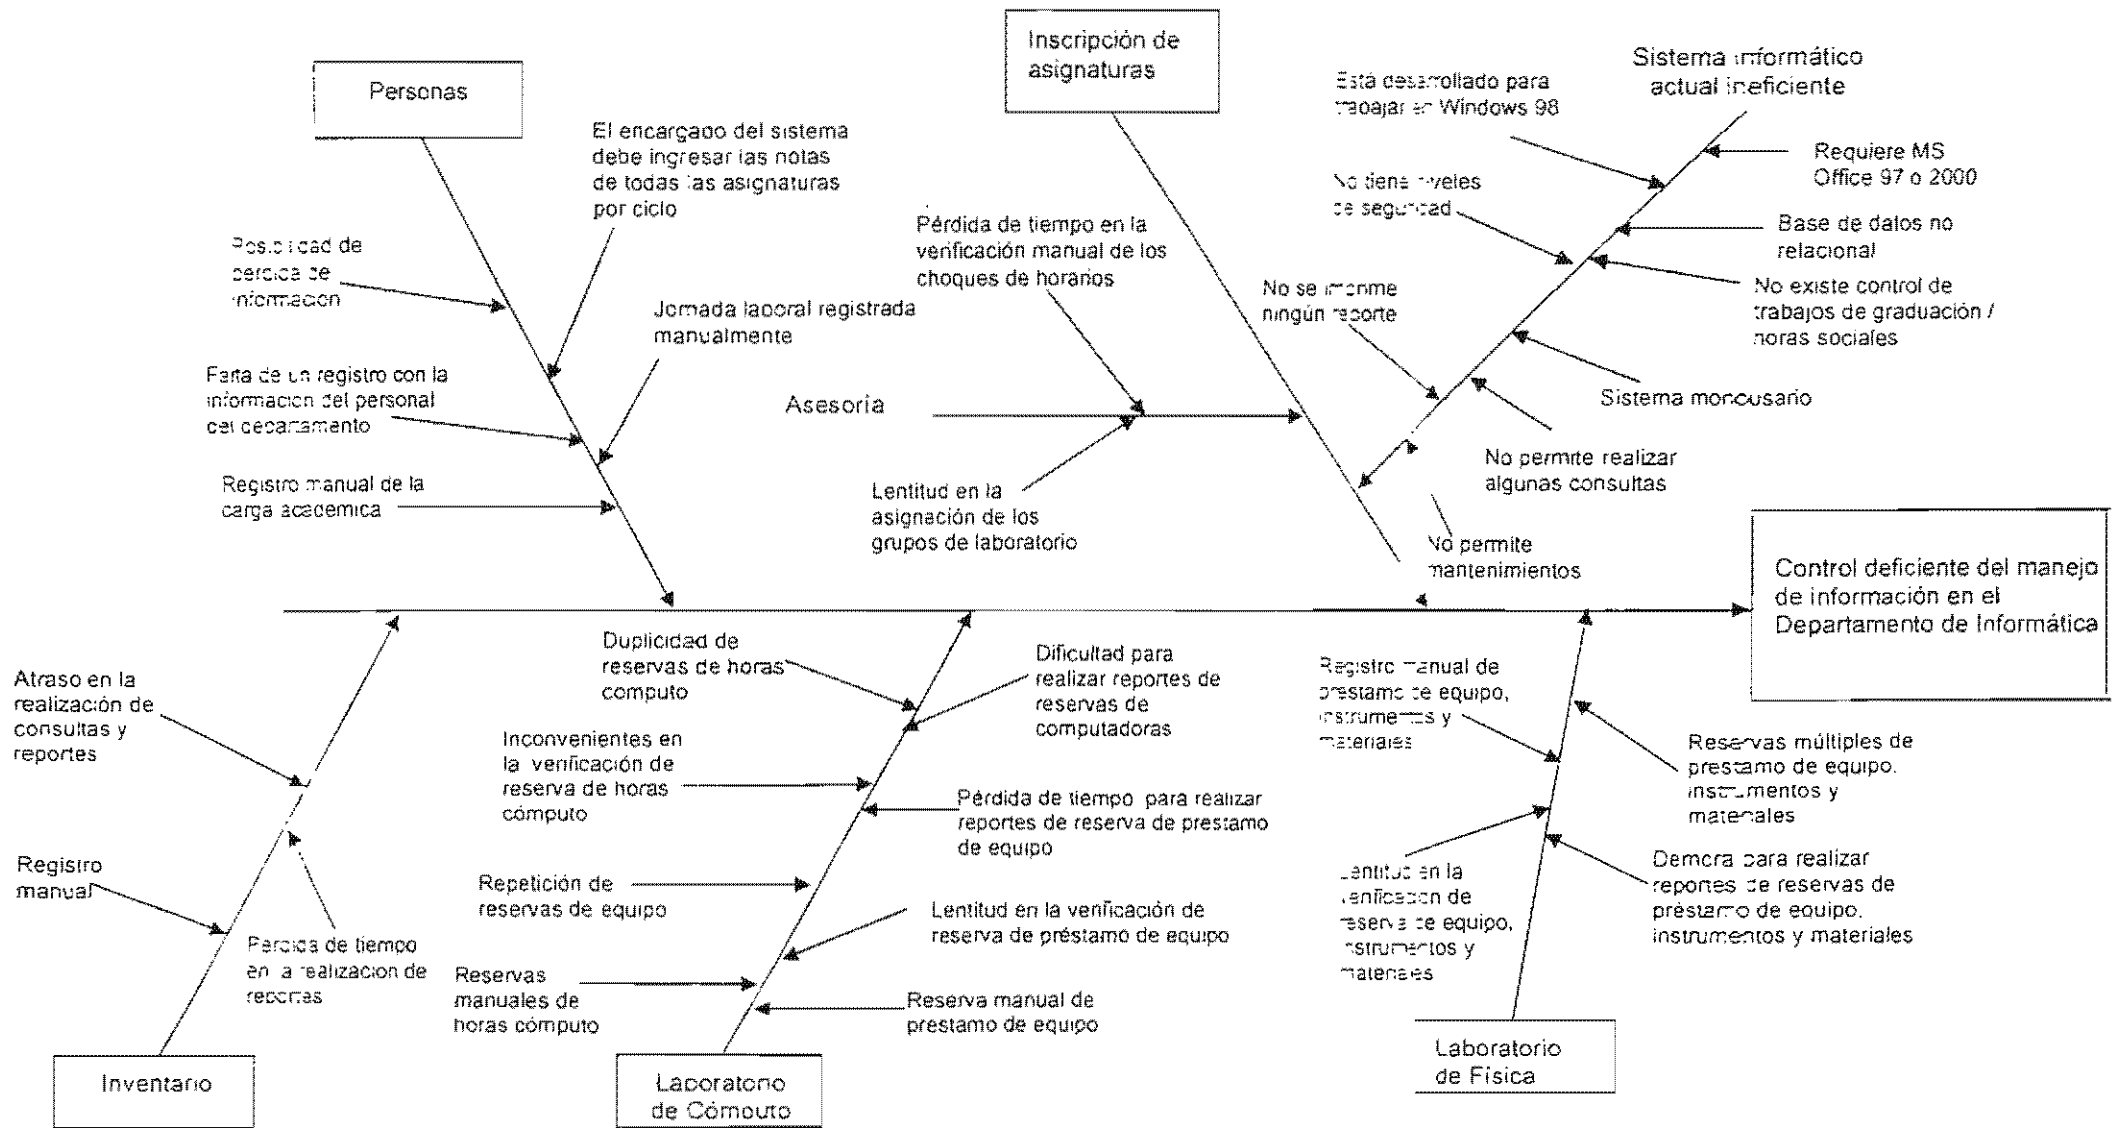 Personas
El encargado del sistema
debe ingresar las notas
de todas las asignaturas
por ciclo
Posibilidad de
perdida de
información
Jornada laboral registrada
manualmente
Falta de un registro con la
información del personal
del departamento
Registro manual de la
carga academica
Inscripción de
asignaturas
Pérdida de tiempo en la
verificación manual de los
choques de horarios
Asesoría
Lentitud en la
asignación de los
grupos de laboratorio
Sistema informático
actual ineficiente
Está desarrollado para
trabajar en Windows 98
Requiere MS
Office 97 o 2000
No tiene niveles
de seguridad
Base de datos no
relacional
No existe control de
trabajos de graduación /
horas sociales
No se imprime
ningún reporte
Sistema monousario
No permite realizar
algunas consultas
No permite
mantenimientos
Control deficiente del manejo
de información en el
Departamento de Informática
Atraso en la
realización de
consultas y
reportes
Registro
manual
Perdida de tiempo
en la realizacion de
reportes
Inventario
Duplicidad de
reservas de horas
computo
Dificultad para
realizar reportes de
reservas de
computadoras
Inconvenientes en
la verificación de
reserva de horas
cómputo
Pérdida de tiempo para realizar
reportes de reserva de prestamo
de equipo
Repetición de
reservas de equipo
Lentitud en la verificación de
reserva de préstamo de equipo
Reservas
manuales de
horas cómputo
Reserva manual de
prestamo de equipo
Laboratorio
de Cómputo
Registro manual de
prestamo de equipo,
instrumentos y
materiales
Reservas múltiples de
prestamo de equipo,
instrumentos y
materiales
Lentitud en la
verificación de
reserva de equipo,
instrumentos y
materiales
Demora para realizar
reportes de reservas de
préstamo de equipo,
instrumentos y materiales
Laboratorio
de Física